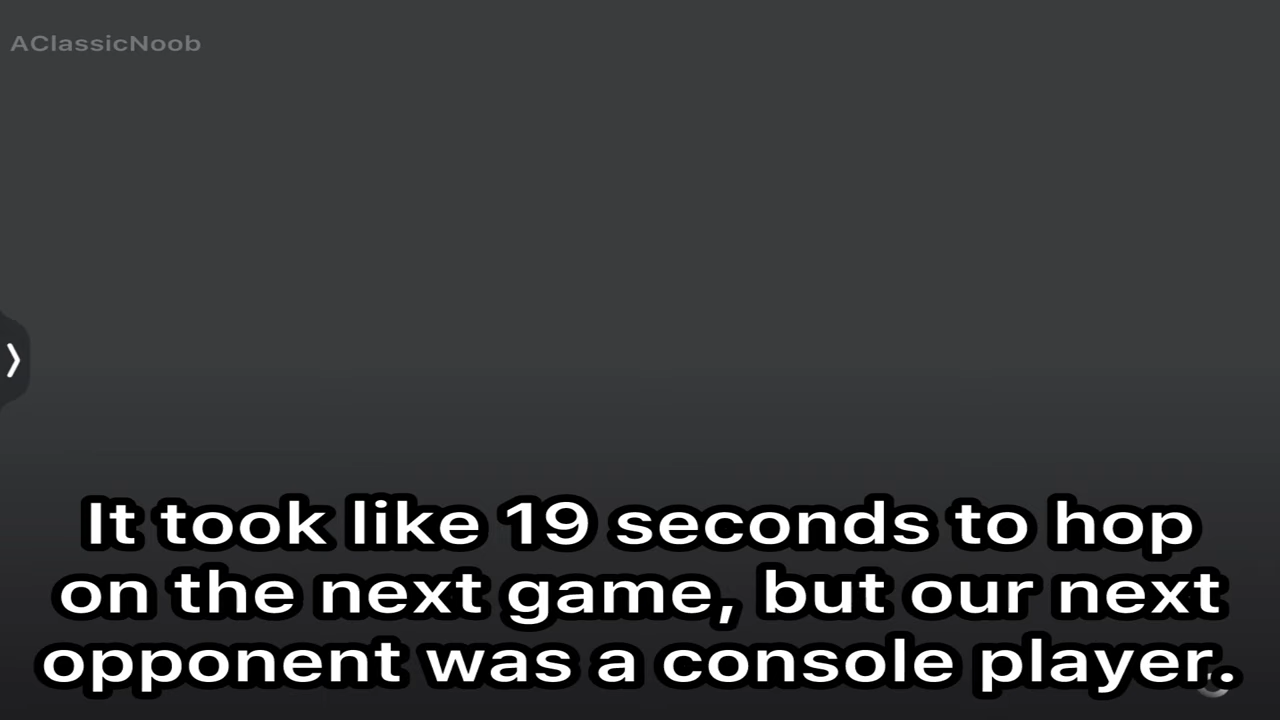 AClassicNoob
It took like 19 seconds to hop
on the next game, but our next
opponent was a console player.